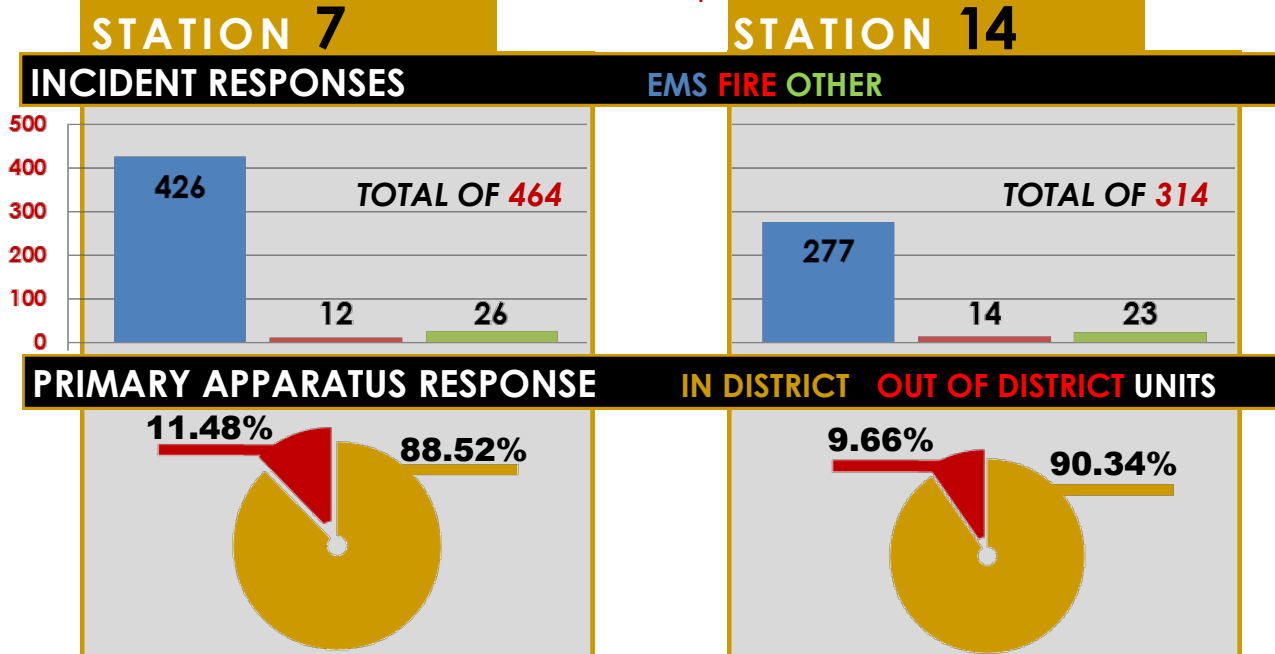 STATION 7
STATION 14
INCIDENT RESPONSES
EMS FIRE OTHER
500
400
300
200
100
0
426
12
26
TOTAL OF 464
277
14
23
TOTAL OF 314
PRIMARY APPARATUS RESPONSE
IN DISTRICT OUT OF DISTRICT UNITS
11.48%
88.52%
9.66%
90.34%